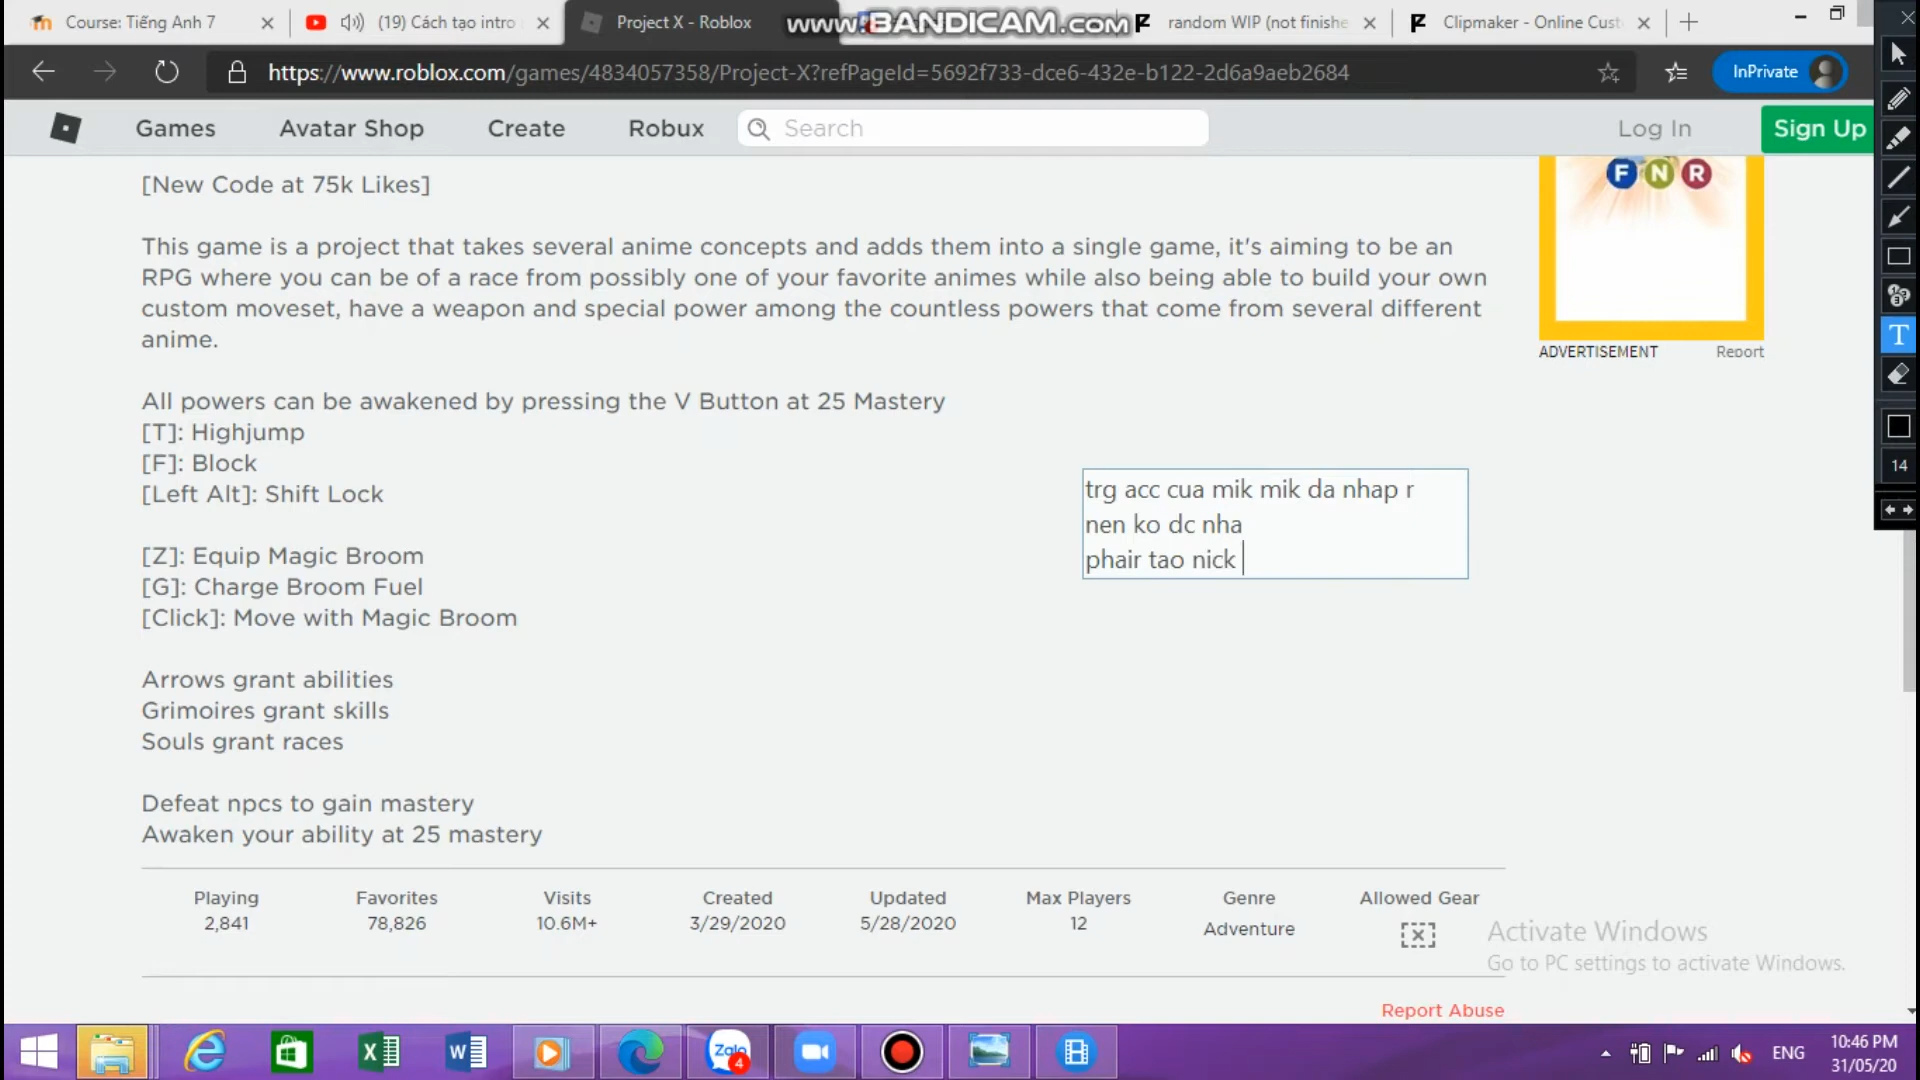 Course: Tiếng Anh 7
(19) Cách tạo intro
Project X - Roblox
www.BANDICAM.com
random WIP (not finishe
Clipmaker - Online Cust
https://www.roblox.com/games/4834057358/Project-X?refPageId=5692f733-dce6-432e-b122-2d6a9aeb2684
InPrivate
Games
Avatar Shop
Create
Robux
Search
Log In
Sign Up
[New Code at 75k Likes]
F N R
This game is a project that takes several anime concepts and adds them into a single game, it's aiming to be an
RPG where you can be of a race from possibly one of your favorite animes while also being able to build your own
custom moveset, have a weapon and special power among the countless powers that come from several different
anime.
ADVERTISEMENT
Report
All powers can be awakened by pressing the V Button at 25 Mastery
[T]: Highjump
[F]: Block
[Left Alt]: Shift Lock
trg acc cua mik mik da nhap r
nen ko dc nha
phair tao nick
[Z]: Equip Magic Broom
[G]: Charge Broom Fuel
[Click]: Move with Magic Broom
Arrows grant abilities
Grimoires grant skills
Souls grant races
Defeat npcs to gain mastery
Awaken your ability at 25 mastery
Playing
2,841
Favorites
78,826
Visits
10.6M+
Created
3/29/2020
Updated
5/28/2020
Max Players
12
Genre
Adventure
Allowed Gear
Activate Windows
Go to PC settings to activate Windows.
Report Abuse
T
14
Zalo
4
ENG
10:46 PM
31/05/20